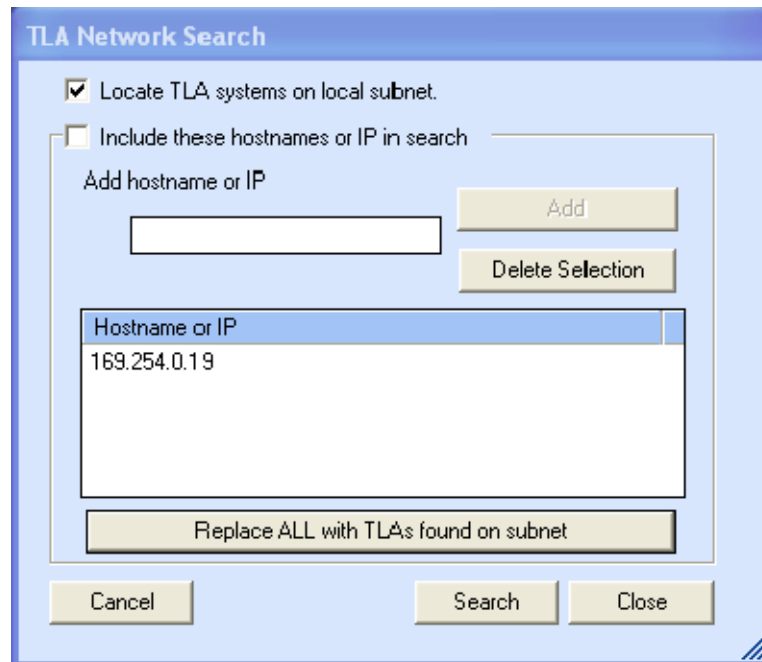 TLA Network Search
Locate TLA systems on local subnet.
Include these hostnames or IP in search
Add hostname or IP
Add
Delete Selection
Hostname or IP
169.254.0.19
Replace ALL with TLAs found on subnet
Cancel
Search
Close